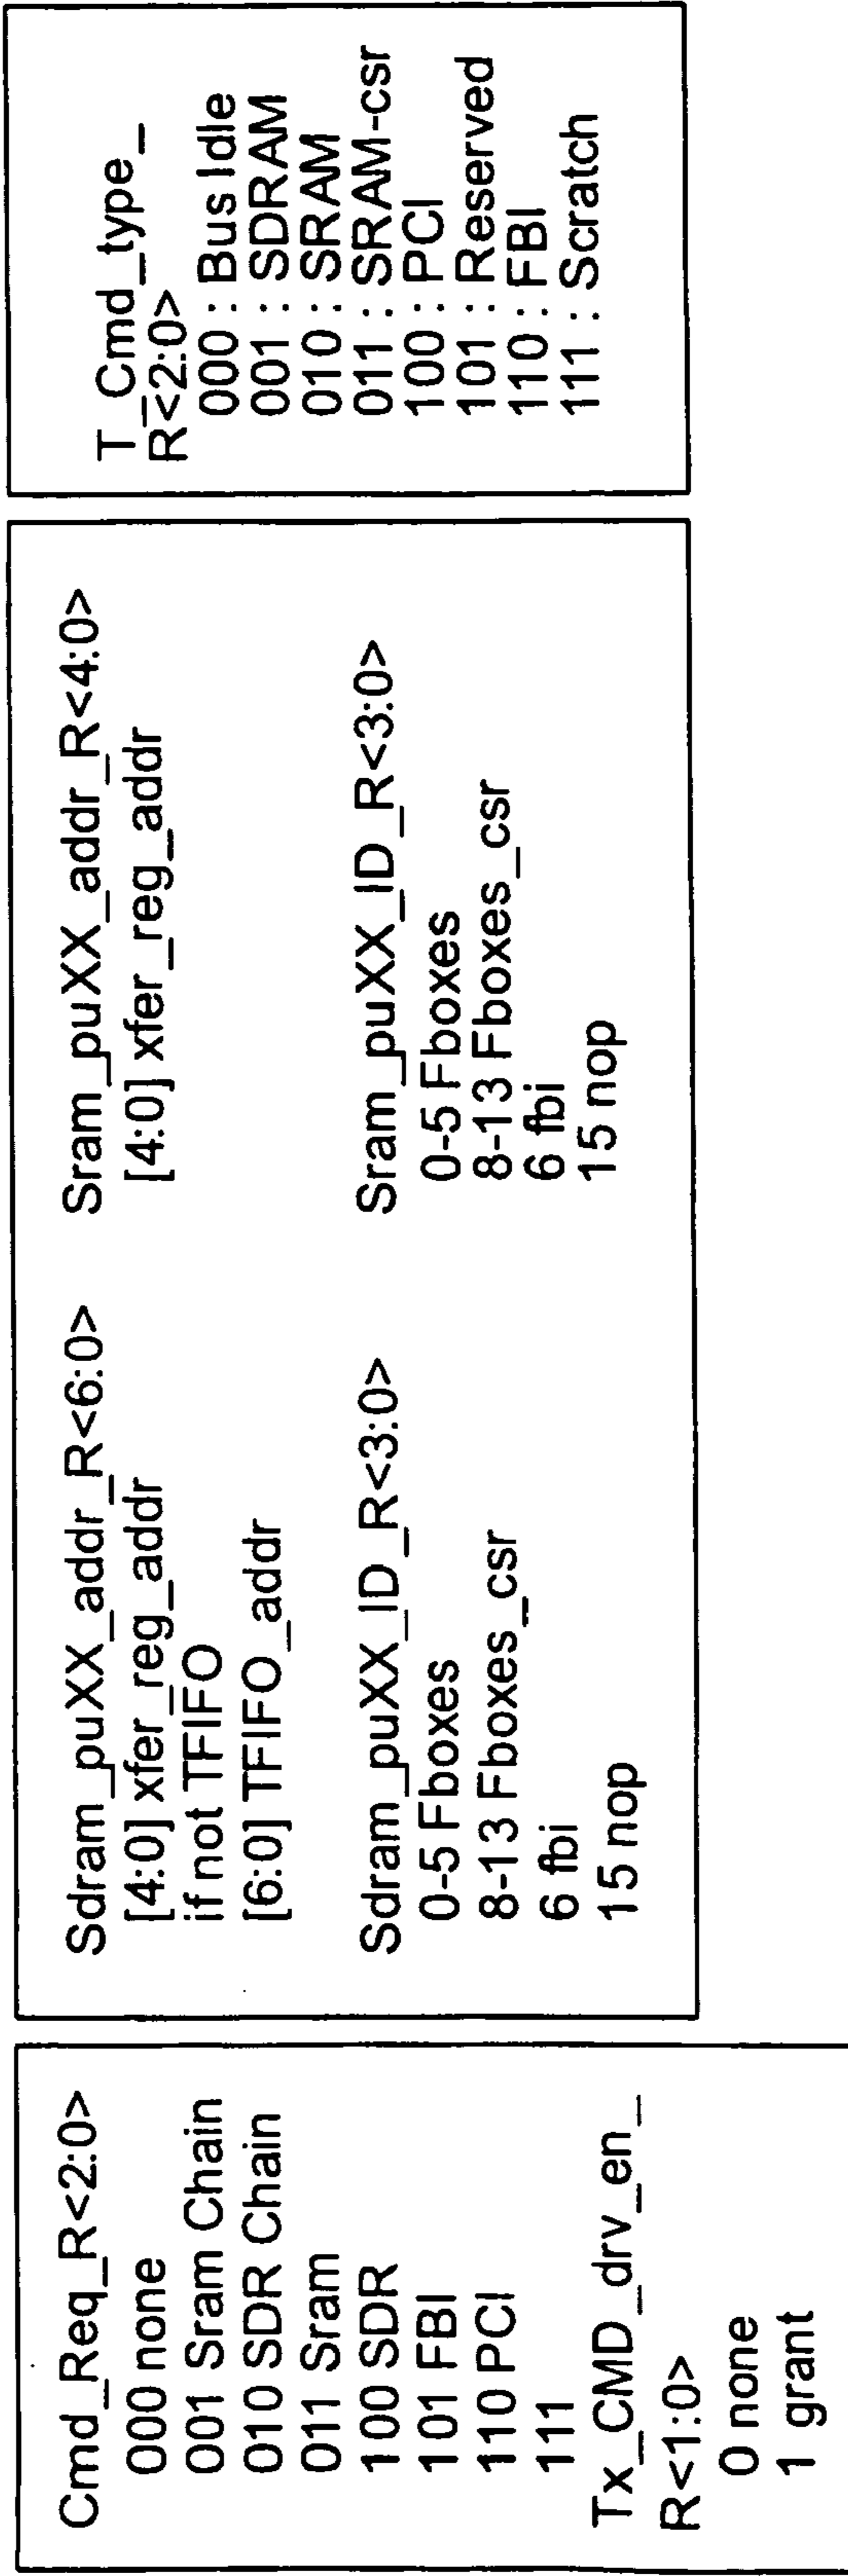 Cmd_Req_R<2:0>
000 none
001 Sram Chain
010 SDR Chain
011 Sram
100 SDR
101 FBI
110 PCI
111
Tx_CMD_drv_en_
R<1:0>
0 none
1 grant
Sdram_puXX_addr_R<6:0>
[4:0] xfer_reg_addr
if not TFIFO
[6:0] TFIFO_addr
Sdram_puXX_ID_R<3:0>
0-5 Fboxes
8-13 Fboxes_csr
6 fbi
15 nop
Sram_puXX_addr_R<4:0>
[4:0] xfer_reg_addr
Sram_puXX_ID_R<3:0>
0-5 Fboxes
8-13 Fboxes_csr
6 fbi
15 nop
T_Cmd_type_
R<2:0>
000 : Bus Idle
001 : SDRAM
010 : SRAM
011 : SRAM-csr
100 : PCI
101 : Reserved
110 : FBI
111 : Scratch